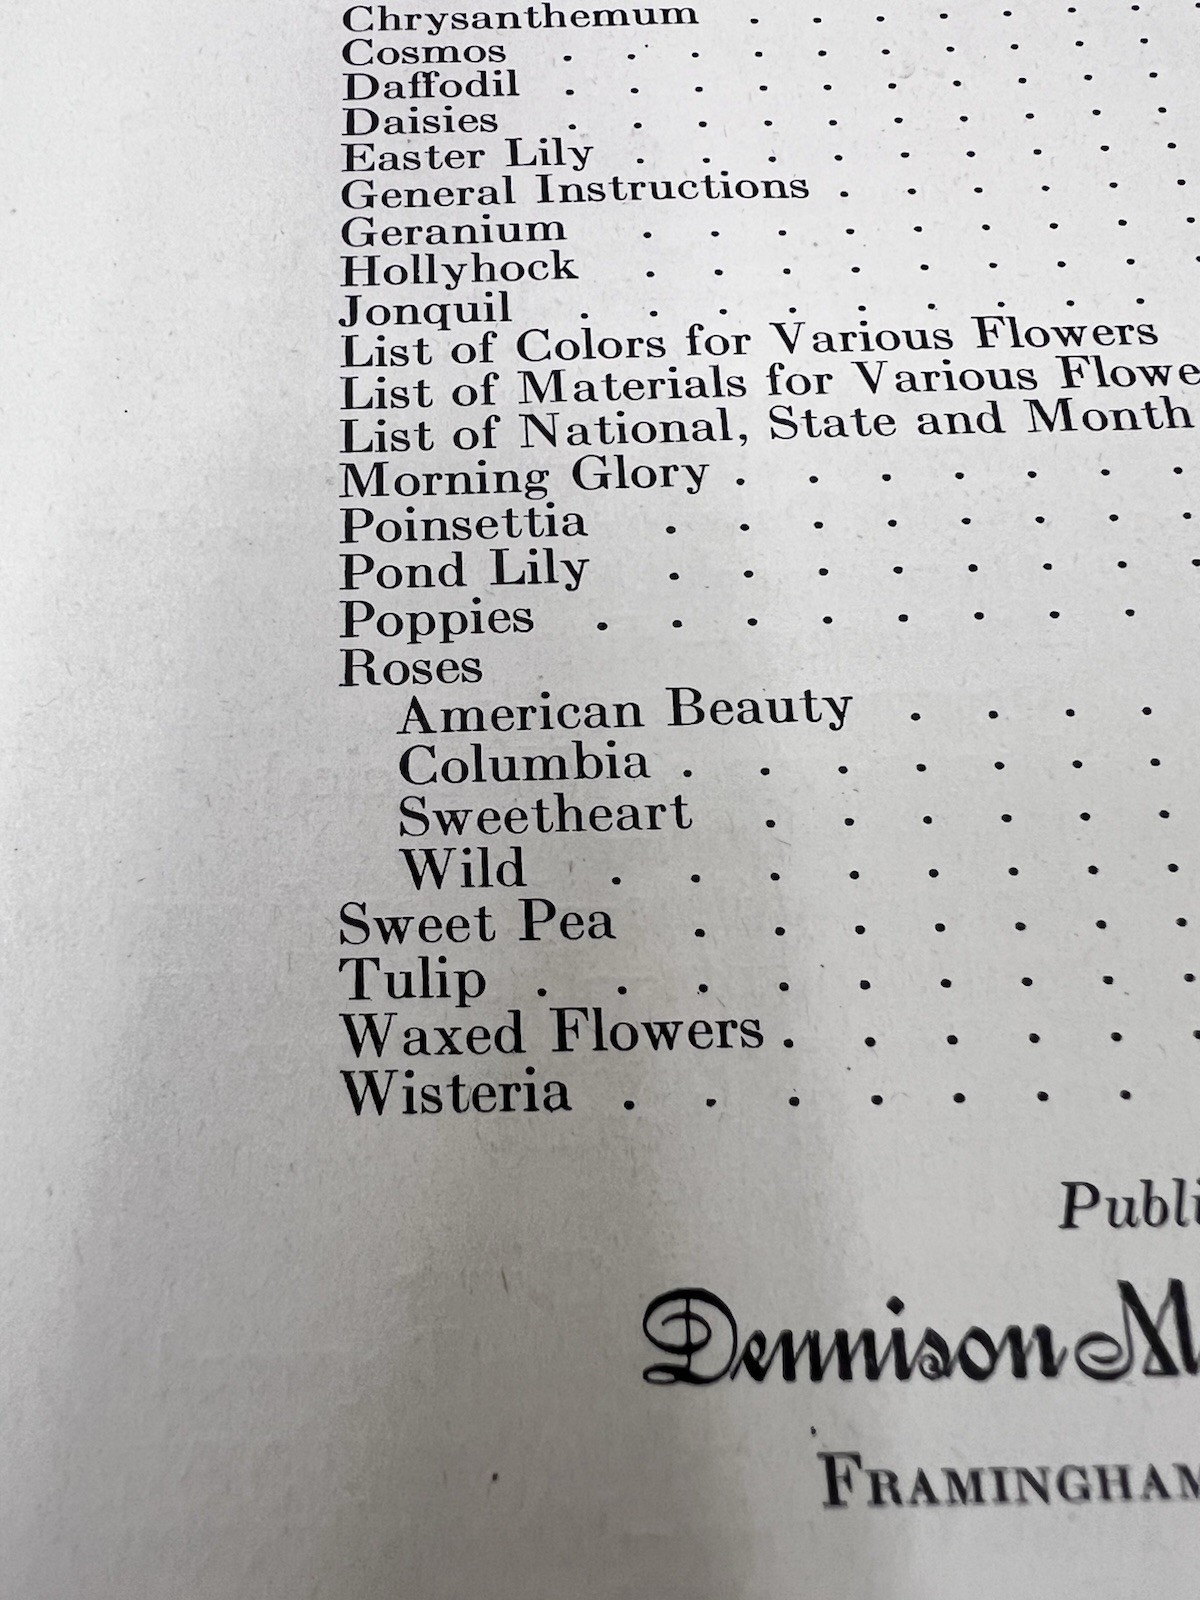 Chrysanthemum . . . . . . .
Cosmos . . . . . . . . .
Daffodil . . . . . . . . . .
Daisies . . . . . . . . . .
Easter Lily . . . . . . . . .
General Instructions . . . . . .
Geranium . . . . . . . . .
Hollyhock . . . . . . . . .
Jonquil . . . . . . . . .
List of Colors for Various Flowers
List of Materials for Various Flowe
List of National, State and Month
Morning Glory . . . . . . .
Poinsettia . . . . . . . .
Pond Lily . . . . . . . .
Poppies . . . . . . . .
Roses
American Beauty . . . .
Columbia . . . . . . .
Sweetheart . . . . . .
Wild . . . . . . . .
Sweet Pea . . . . . . .
Tulip . . . . . . . . .
Waxed Flowers . . . . . .
Wisteria . . . . . . .
Publi
Dennison M
FRAMINGHAM